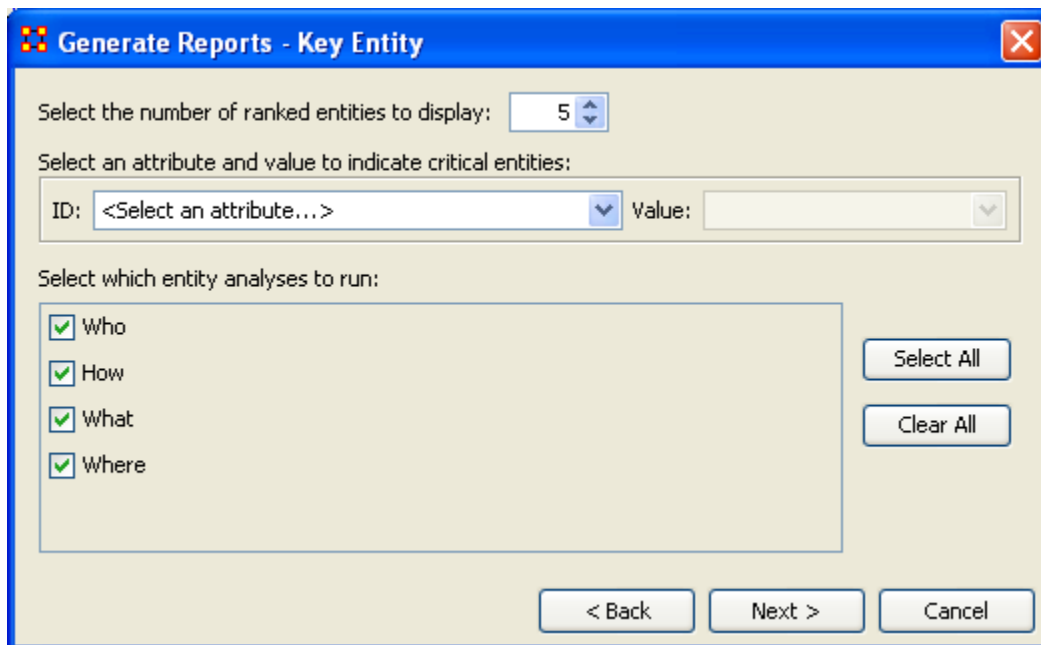 Generate Reports - Key Entity
Select the number of ranked entities to display: 5
Select an attribute and value to indicate critical entities:
ID: <Select an attribute...> Value:
Select which entity analyses to run:
Who
How
What
Where
Select All
Clear All
< Back Next > Cancel